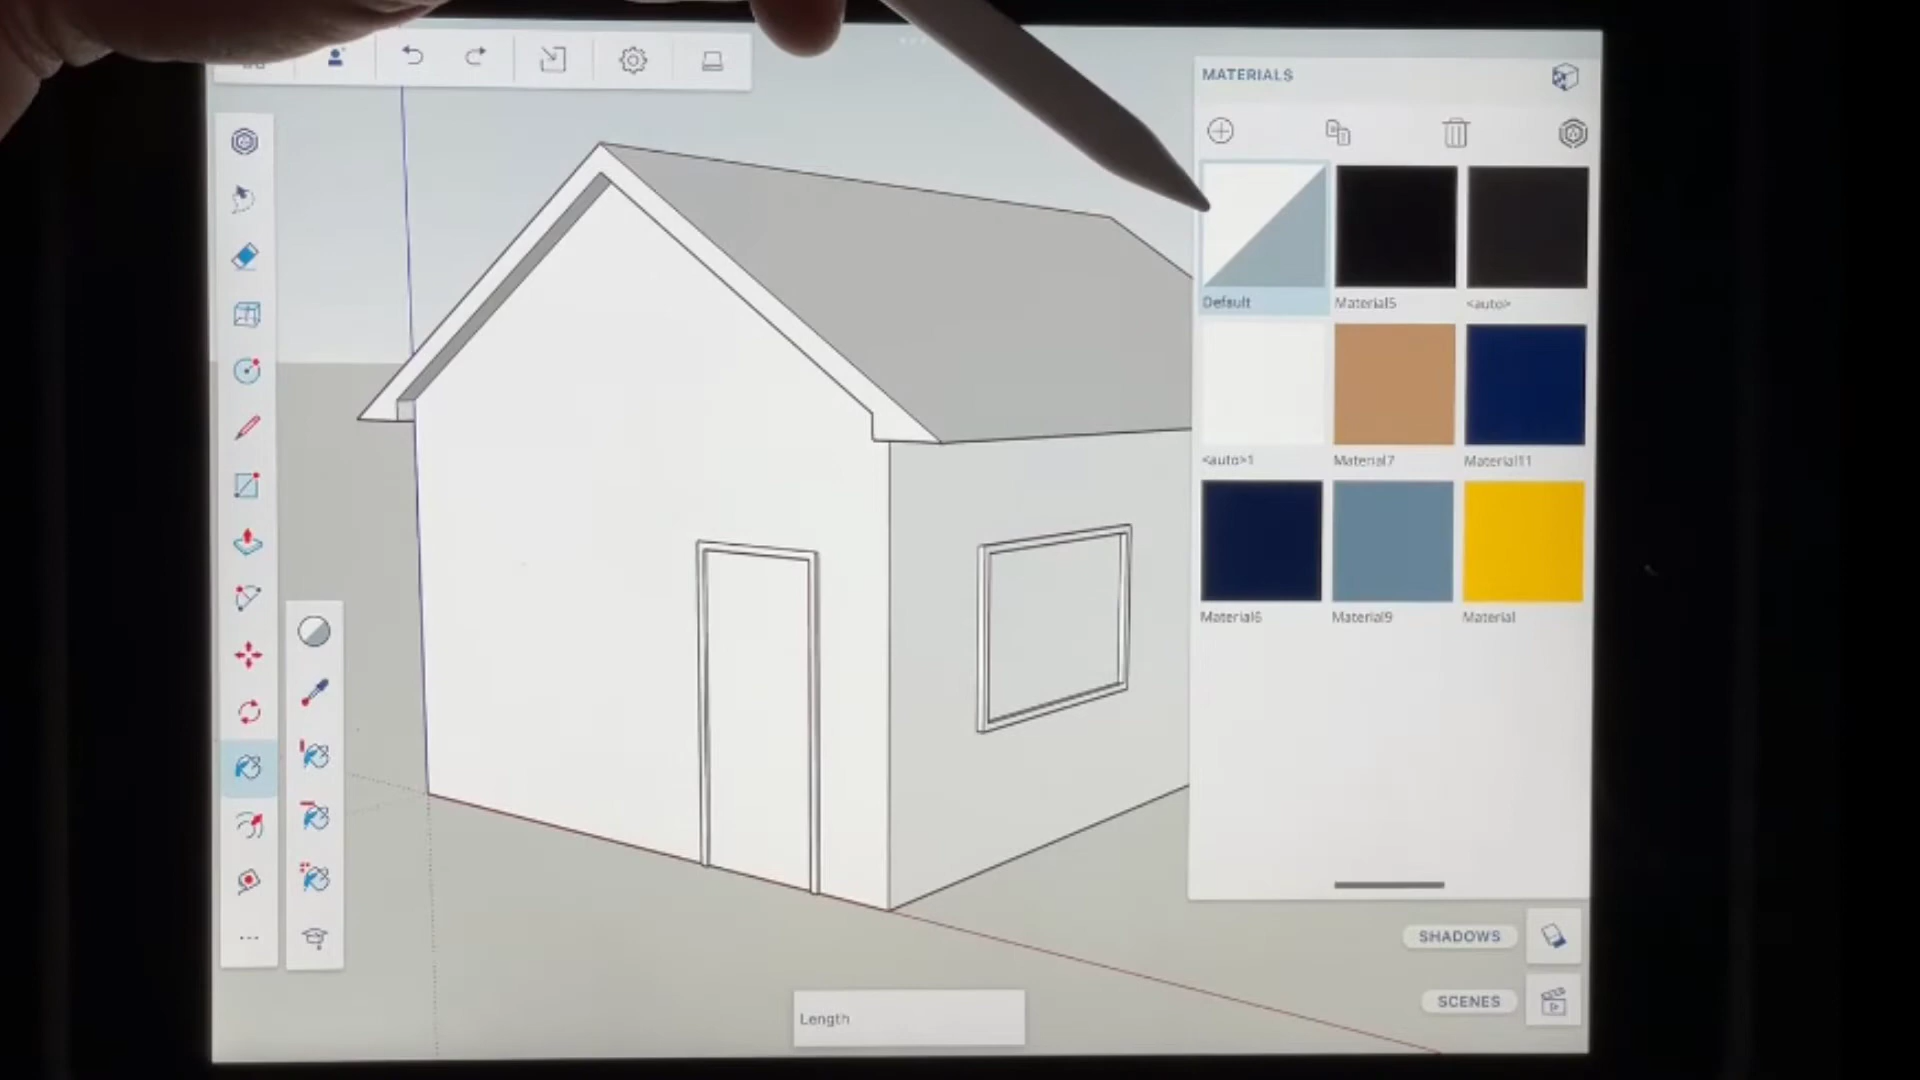 MATERIALS
Default
Material5
<auto>
<auto>1
Material7
Material11
Material6
Material9
Material
SHADOWS
SCENES
Length